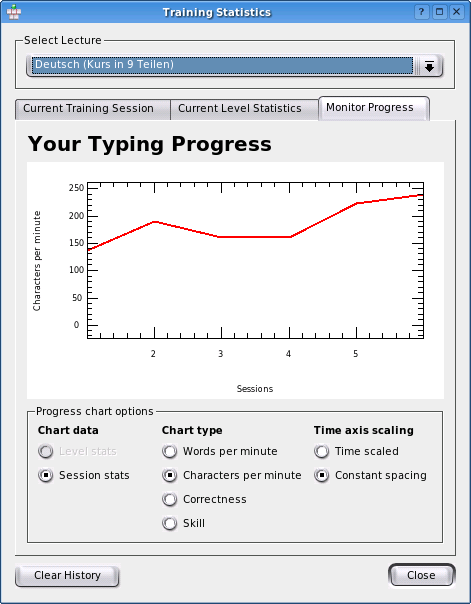 Training Statistics
Select Lecture
Deutsch (Kurs in 9 Teilen)
Current Training Session
Current Level Statistics
Monitor Progress
Your Typing Progress
Characters per minute
250
200
150
100
50
0
2 3 4 5
Sessions
Progress chart options
Chart data
Level stats
Session stats
Chart type
Words per minute
Characters per minute
Correctness
Skill
Time axis scaling
Time scaled
Constant spacing
Clear History
Close